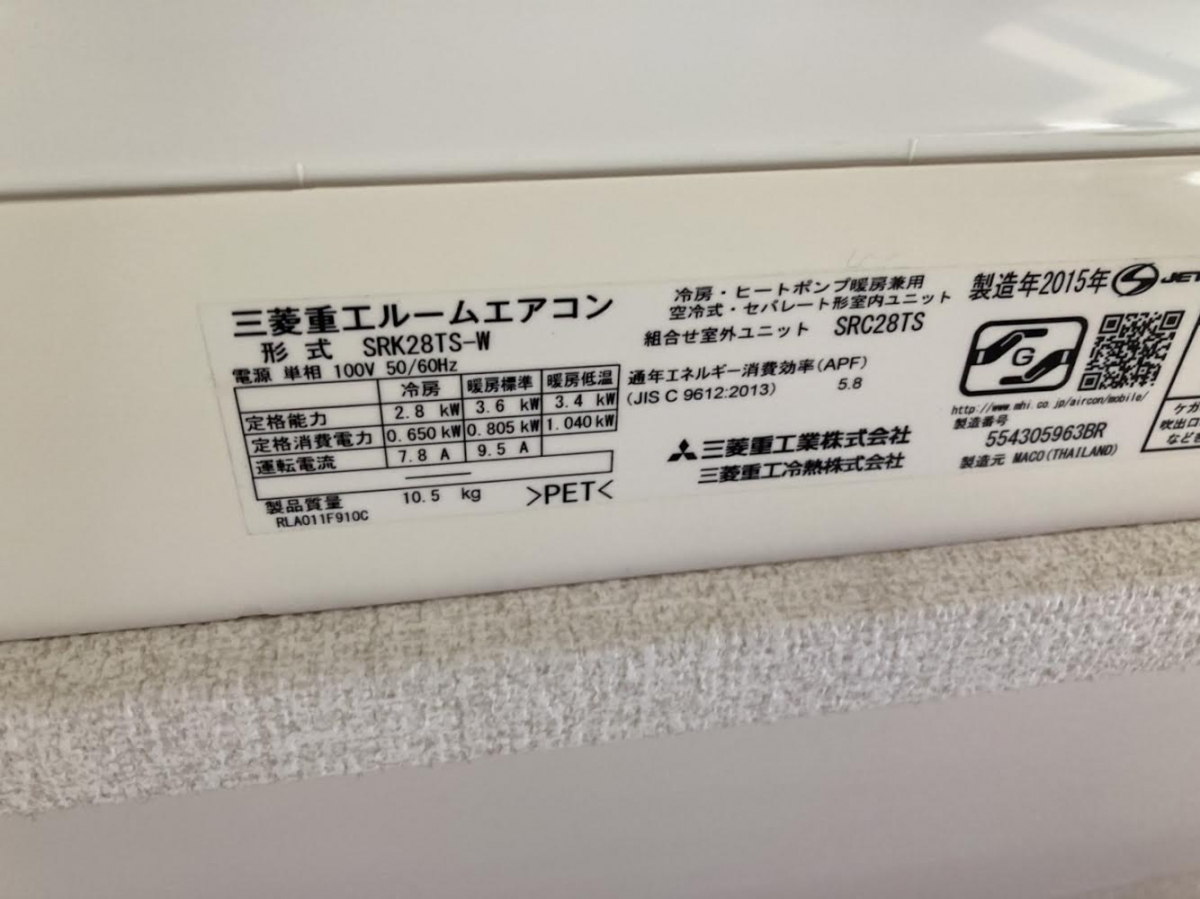 三菱重工ルームエアコン
形式 SRK28TS-W
電源 単相 100V 50/60Hz
冷房 暖房標準 暖房低温
定格能力 2.8 kW 3.6 kW 3.4 kW
定格消費電力 0.650 kW 0.805 kW 1.040 kW
運転電流 7.8 A 9.5 A
製品質量 10.5 kg
>PET<
RLA011F910C
冷房・ヒートポンプ暖房兼用
空冷式・セパレート形室内ユニット
組合せ室外ユニット SRC28TS
通年エネルギー消費効率(APF)
(JIS C 9612:2013) 5.8
三菱重工業株式会社
三菱重工冷熱株式会社
製造年2015年
JET
G
http://www.mhi.co.jp/aircon/mobile/
製造番号
554305963BR
製造元 MACO(THAILAND)
ケガ
吹出口
など